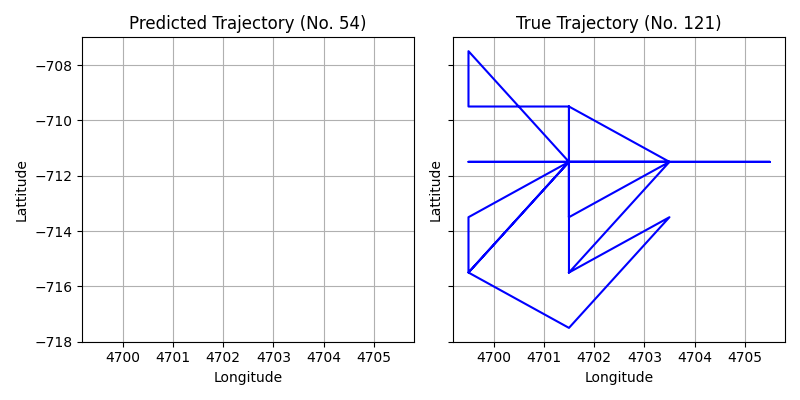 Predicted Trajectory (No. 54)
True Trajectory (No. 121)
Lattitude
−708
−710
−712
−714
−716
−718
4700 4701 4702 4703 4704 4705
Longitude
Lattitude
4700 4701 4702 4703 4704 4705
Longitude